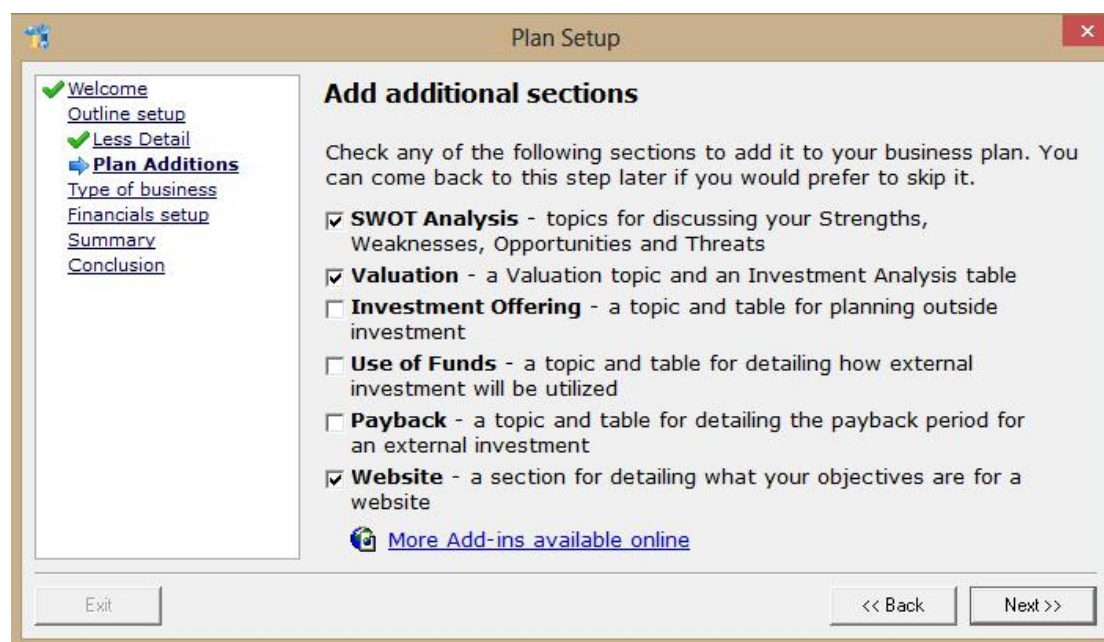 Plan Setup
Welcome
Outline setup
Less Detail
Plan Additions
Type of business
Financials setup
Summary
Conclusion
Add additional sections
Check any of the following sections to add it to your business plan. You
can come back to this step later if you would prefer to skip it.
SWOT Analysis - topics for discussing your Strengths,
Weaknesses, Opportunities and Threats
Valuation - a Valuation topic and an Investment Analysis table
Investment Offering - a topic and table for planning outside
investment
Use of Funds - a topic and table for detailing how external
investment will be utilized
Payback - a topic and table for detailing the payback period for
an external investment
Website - a section for detailing what your objectives are for a
website
More Add-ins available online
Exit
<< Back
Next >>